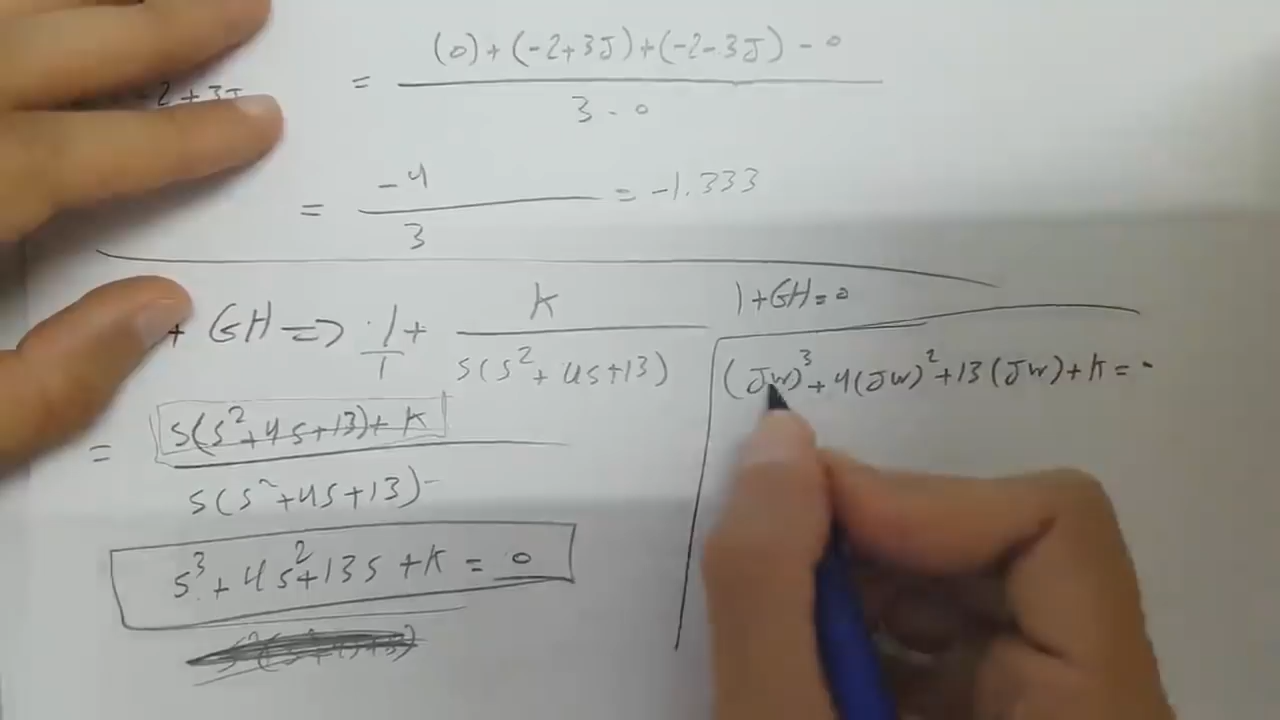 = (0)+(-2+3J)+(-2-3J)-0 / 3-0
-2+3J
= -4 / 3 = -1.333
+ GH => 1/1 + K / S(S²+4S+13)
= S(S²+4S+13)+K / S(S²+4S+13)
S³+4S²+13S+K=0
1+GH=0
(Jw)³+4(Jw)²+13(Jw)+K=